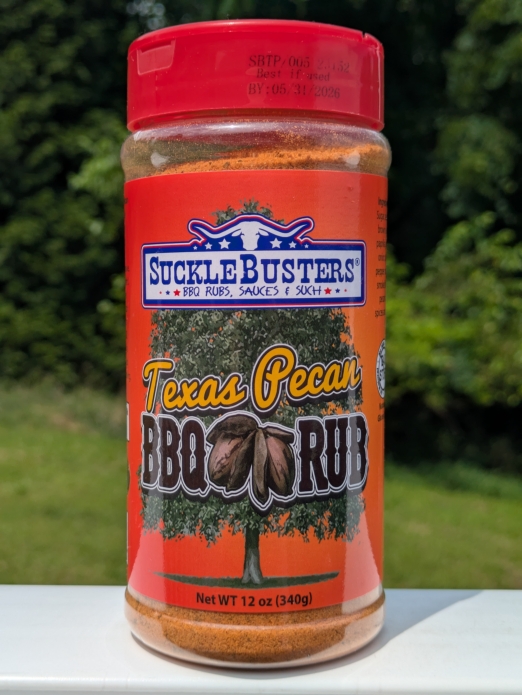 SBTP/005
Best if used
BY:05/31/2026
SUCKLEBUSTERS®
BBQ RUBS, SAUCES & SUCH
Texas Pecan
BBQ RUB
Net WT 12 oz (340g)